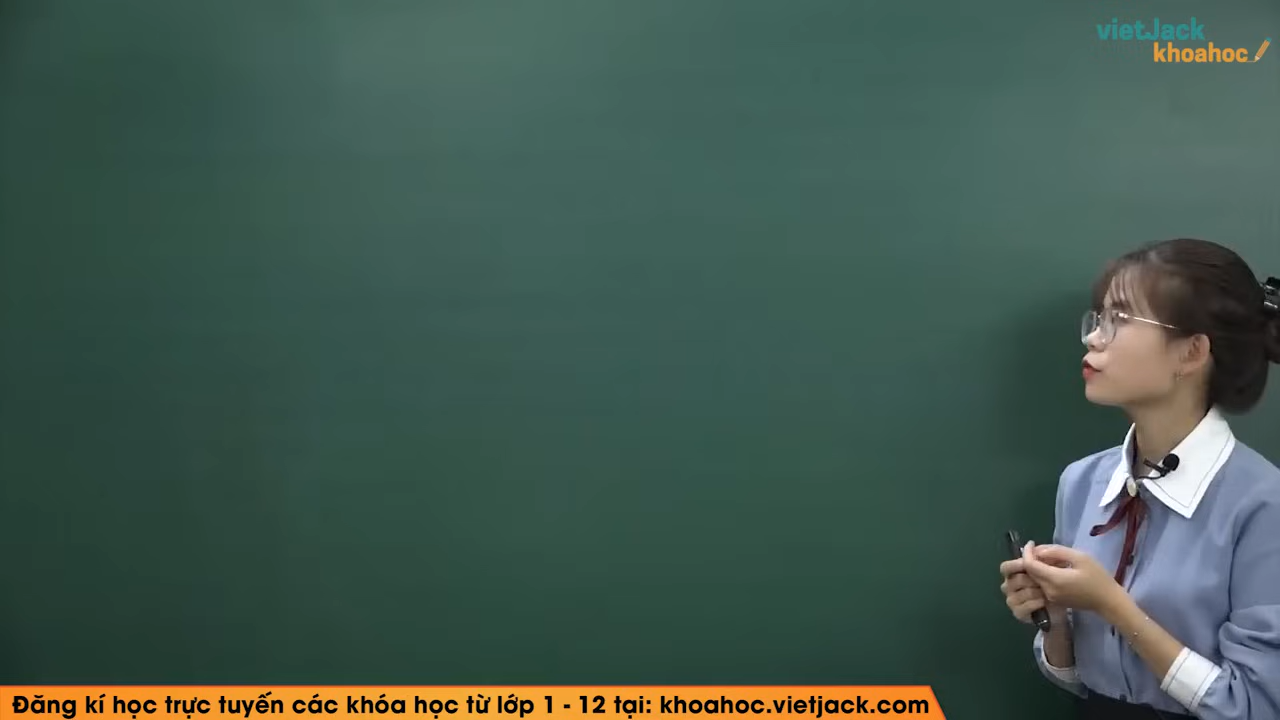 vietJack
khoahoc
Đăng kí học trực tuyến các khóa học từ lớp 1 - 12 tại: khoahoc.vietjack.com